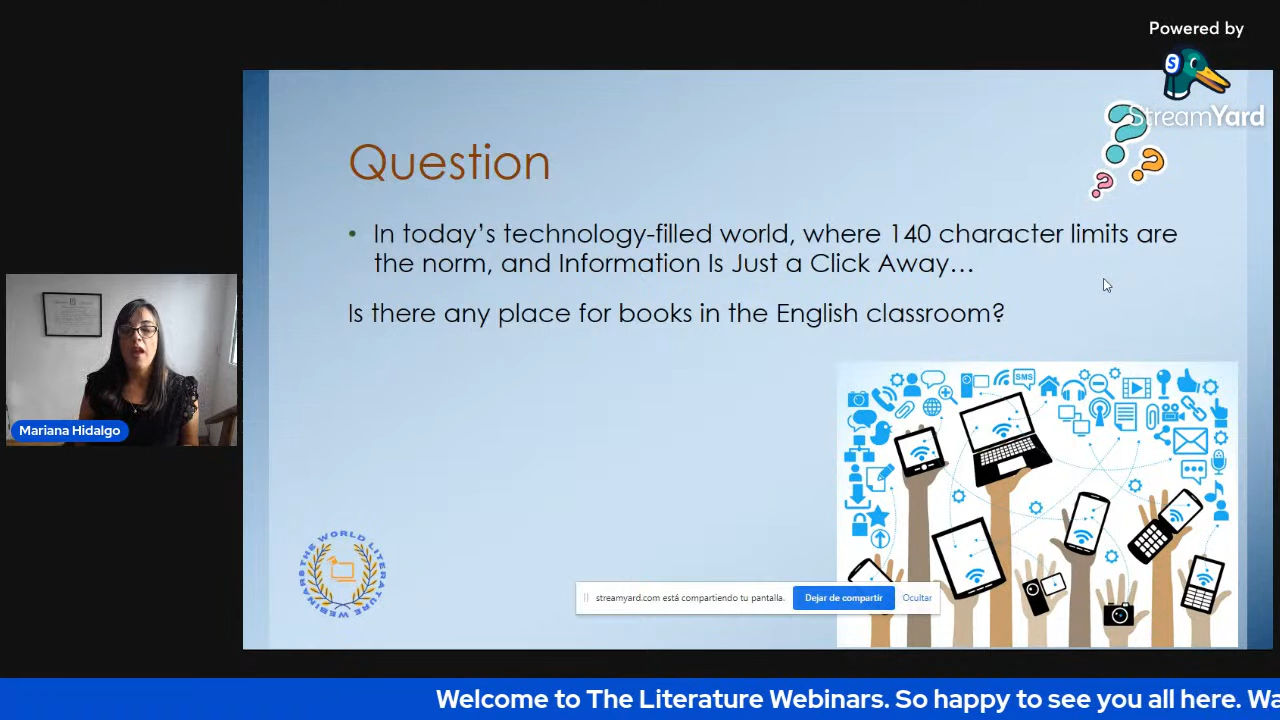 Powered by
StreamYard
Question
• In today's technology-filled world, where 140 character limits are
the norm, and Information Is Just a Click Away…
Is there any place for books in the English classroom?
Mariana Hidalgo
SMS
THE WORLD LITERATURE WEBINARS
streamyard.com está compartiendo tu pantalla.
Dejar de compartir
Ocultar
Welcome to The Literature Webinars. So happy to see you all here. Wa